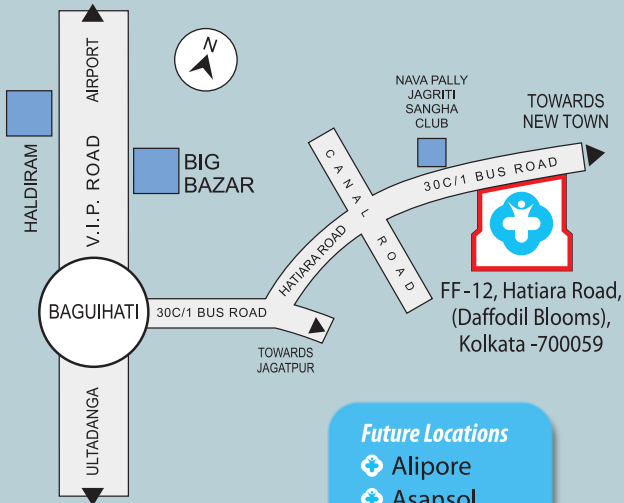 AIRPORT
N
NAVA PALLY
JAGRITI
SANGHA
CLUB
TOWARDS
NEW TOWN
HALDIRAM
V.I.P. ROAD
BIG
BAZAR
CANAL ROAD
30C/1 BUS ROAD
HATIARA ROAD
BAGUIHATI
30C/1 BUS ROAD
TOWARDS
JAGATPUR
FF-12, Hatiara Road,
(Daffodil Blooms),
Kolkata -700059
ULTADANGA
Future Locations
Alipore
Asansol